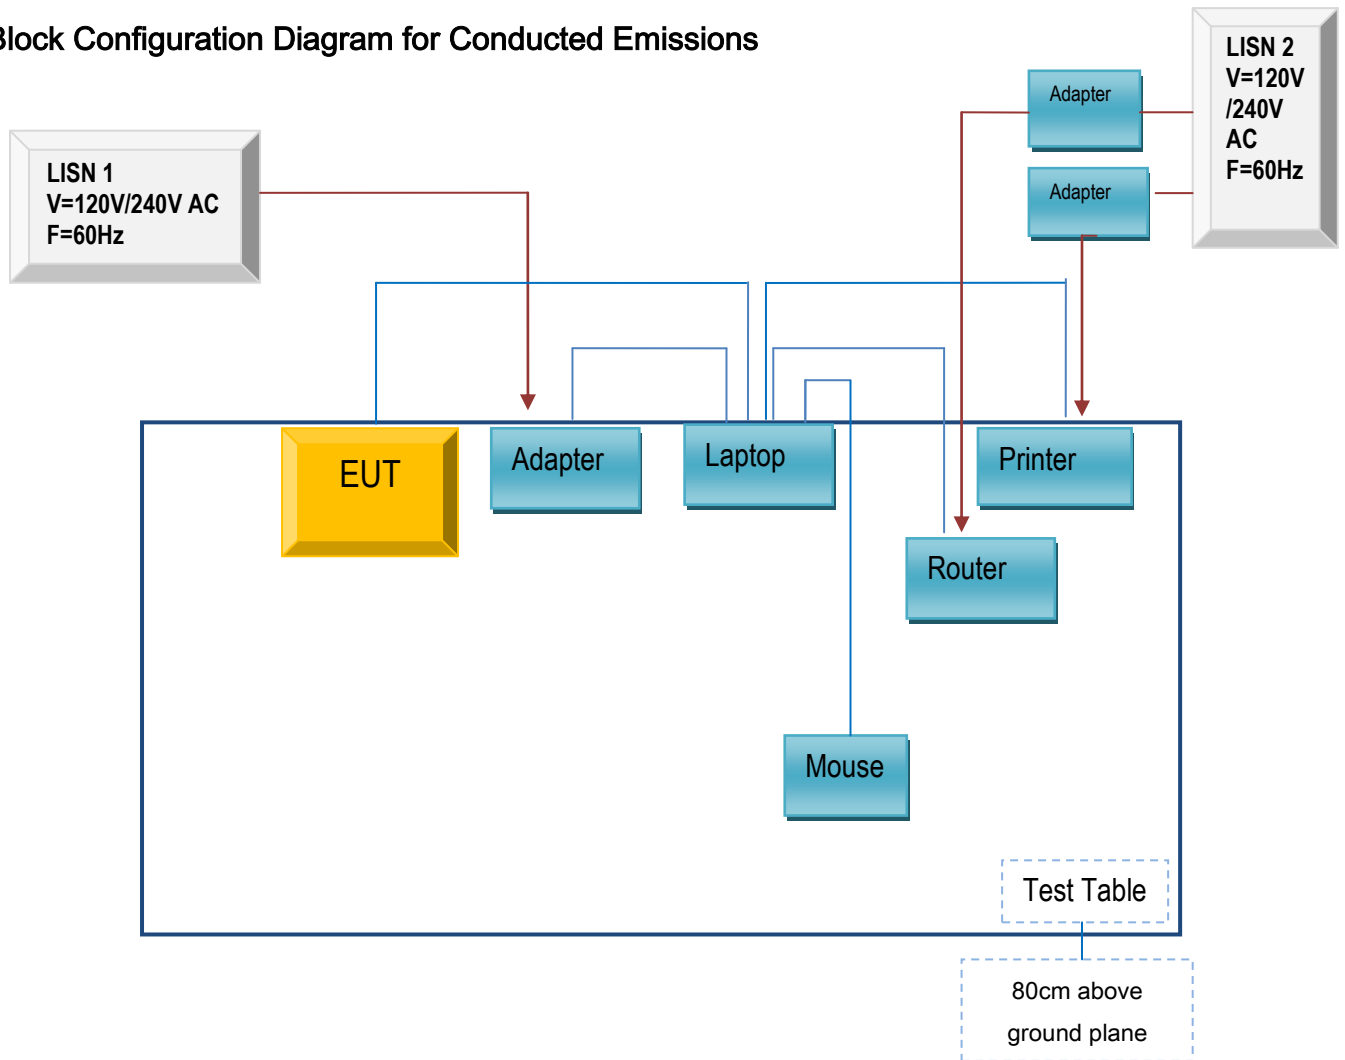 Block Configuration Diagram for Conducted Emissions
LISN 1
V=120V/240V AC
F=60Hz
Adapter
Adapter
LISN 2
V=120V
/240V
AC
F=60Hz
EUT
Adapter
Laptop
Printer
Router
Mouse
Test Table
80cm above
ground plane